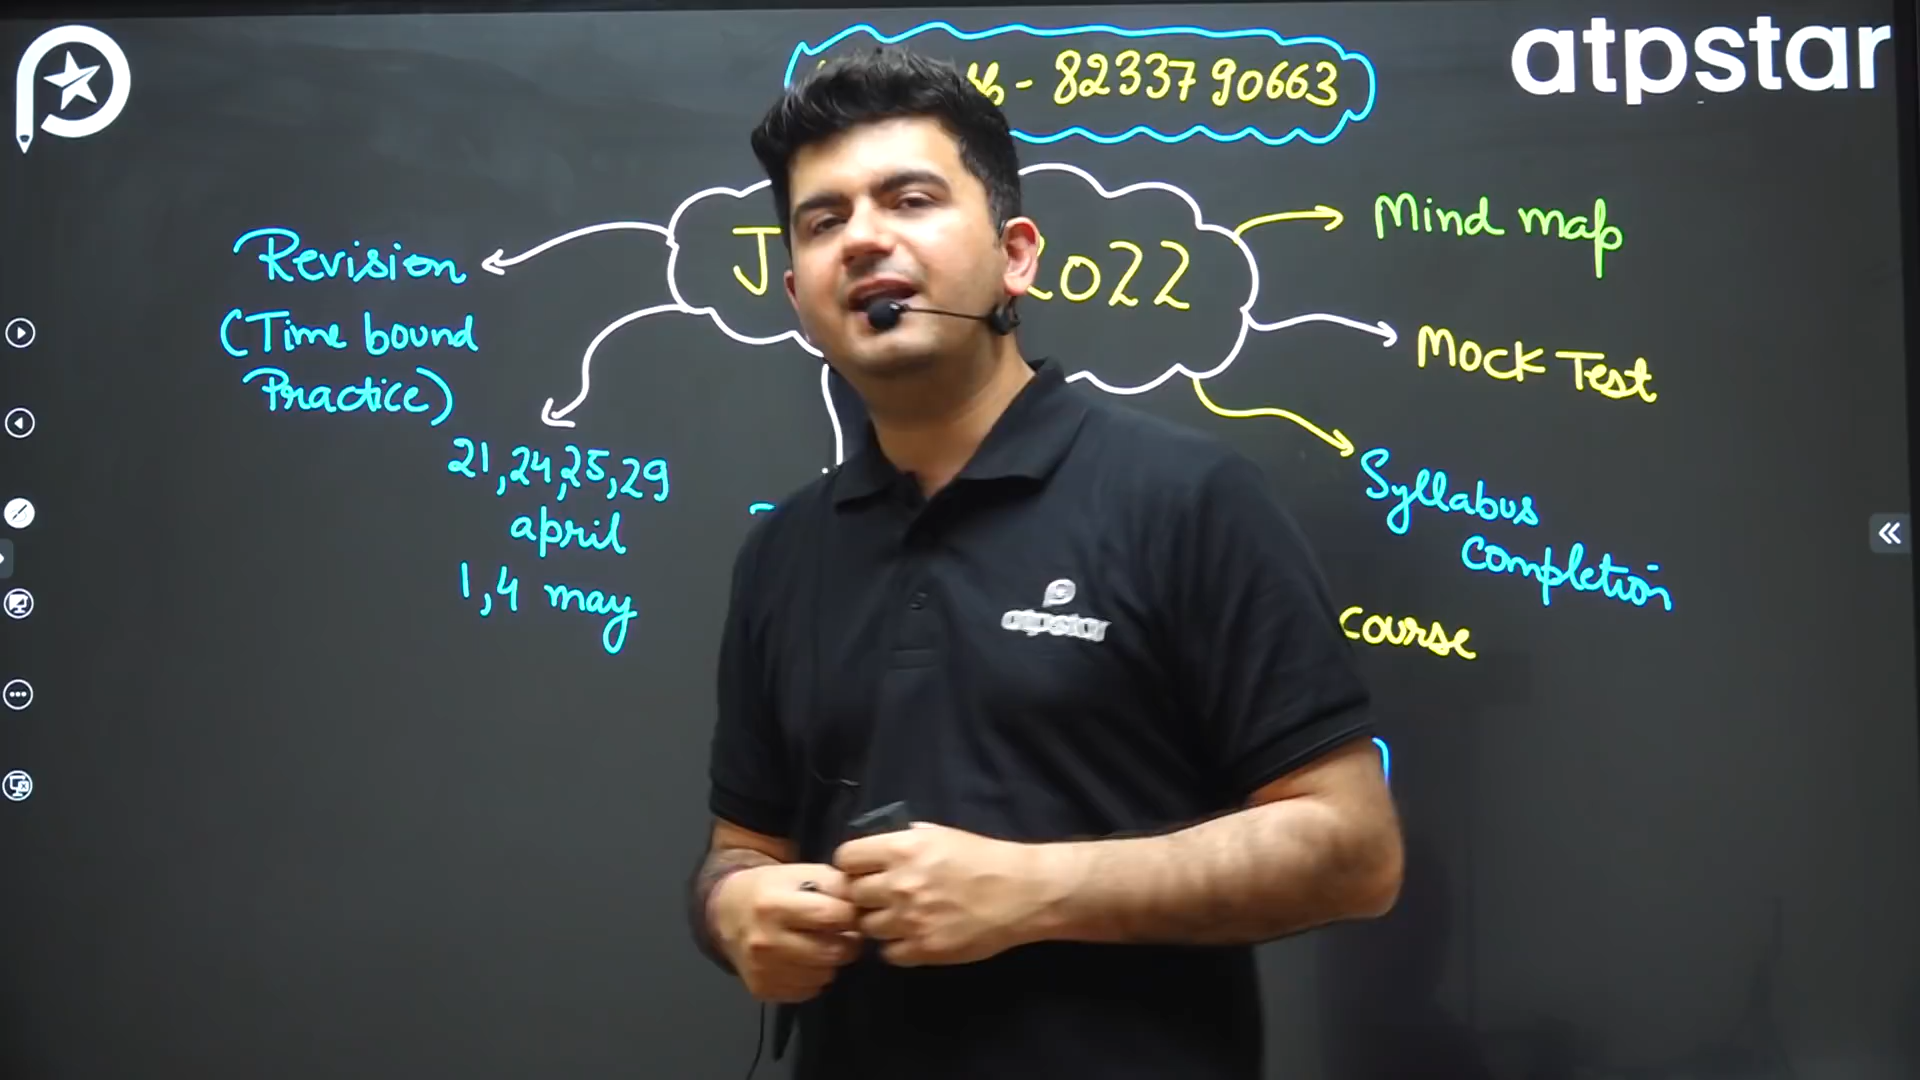 atpstar
- 8233790663
J 2022
Mind map
Revision
(Time bound
Practice)
Mock Test
21,24,25,29
april
1,4 may
Syllabus
completion
course
atpstar